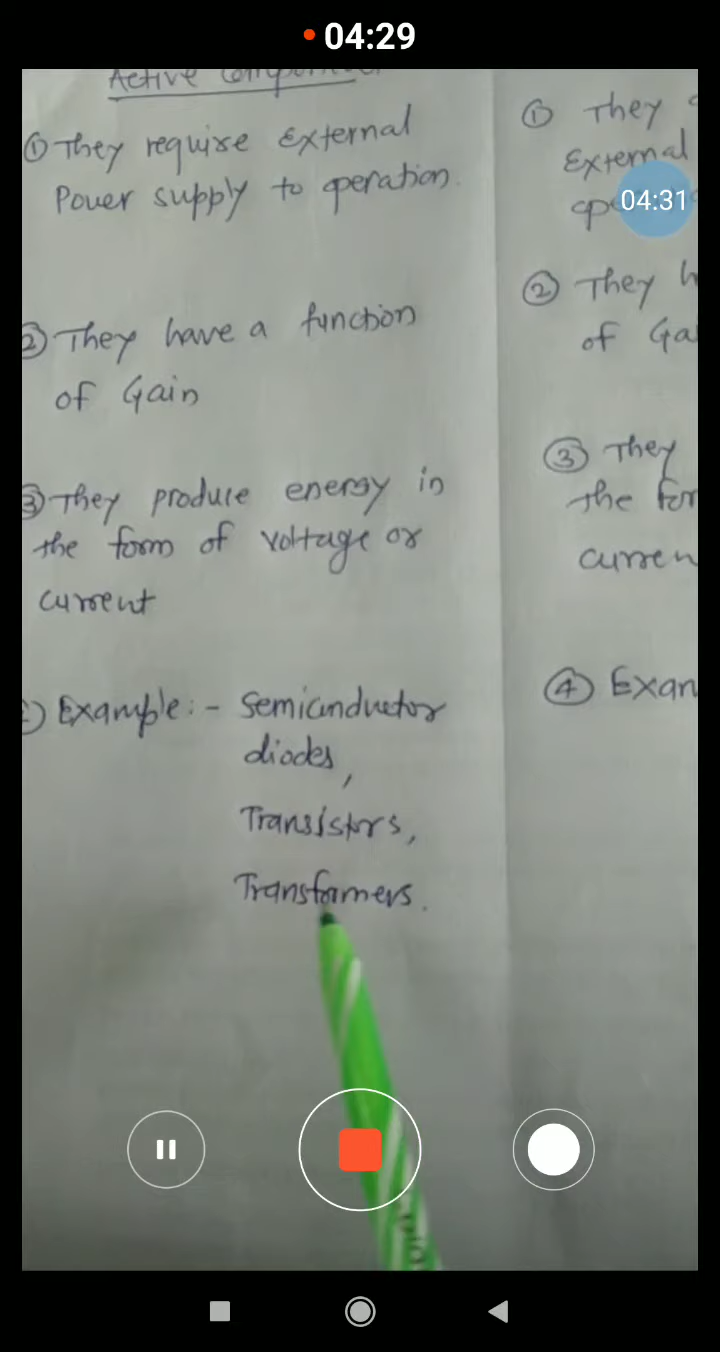 04:29
Active
① They require External
Power supply to operation.
② They have a function
of Gain
③ They produce energy in
the form of voltage or
current
Example:- Semiconductor
diodes,
Transistors,
Transformers.
① They
External
04:31
② They
of
③ They
the
④